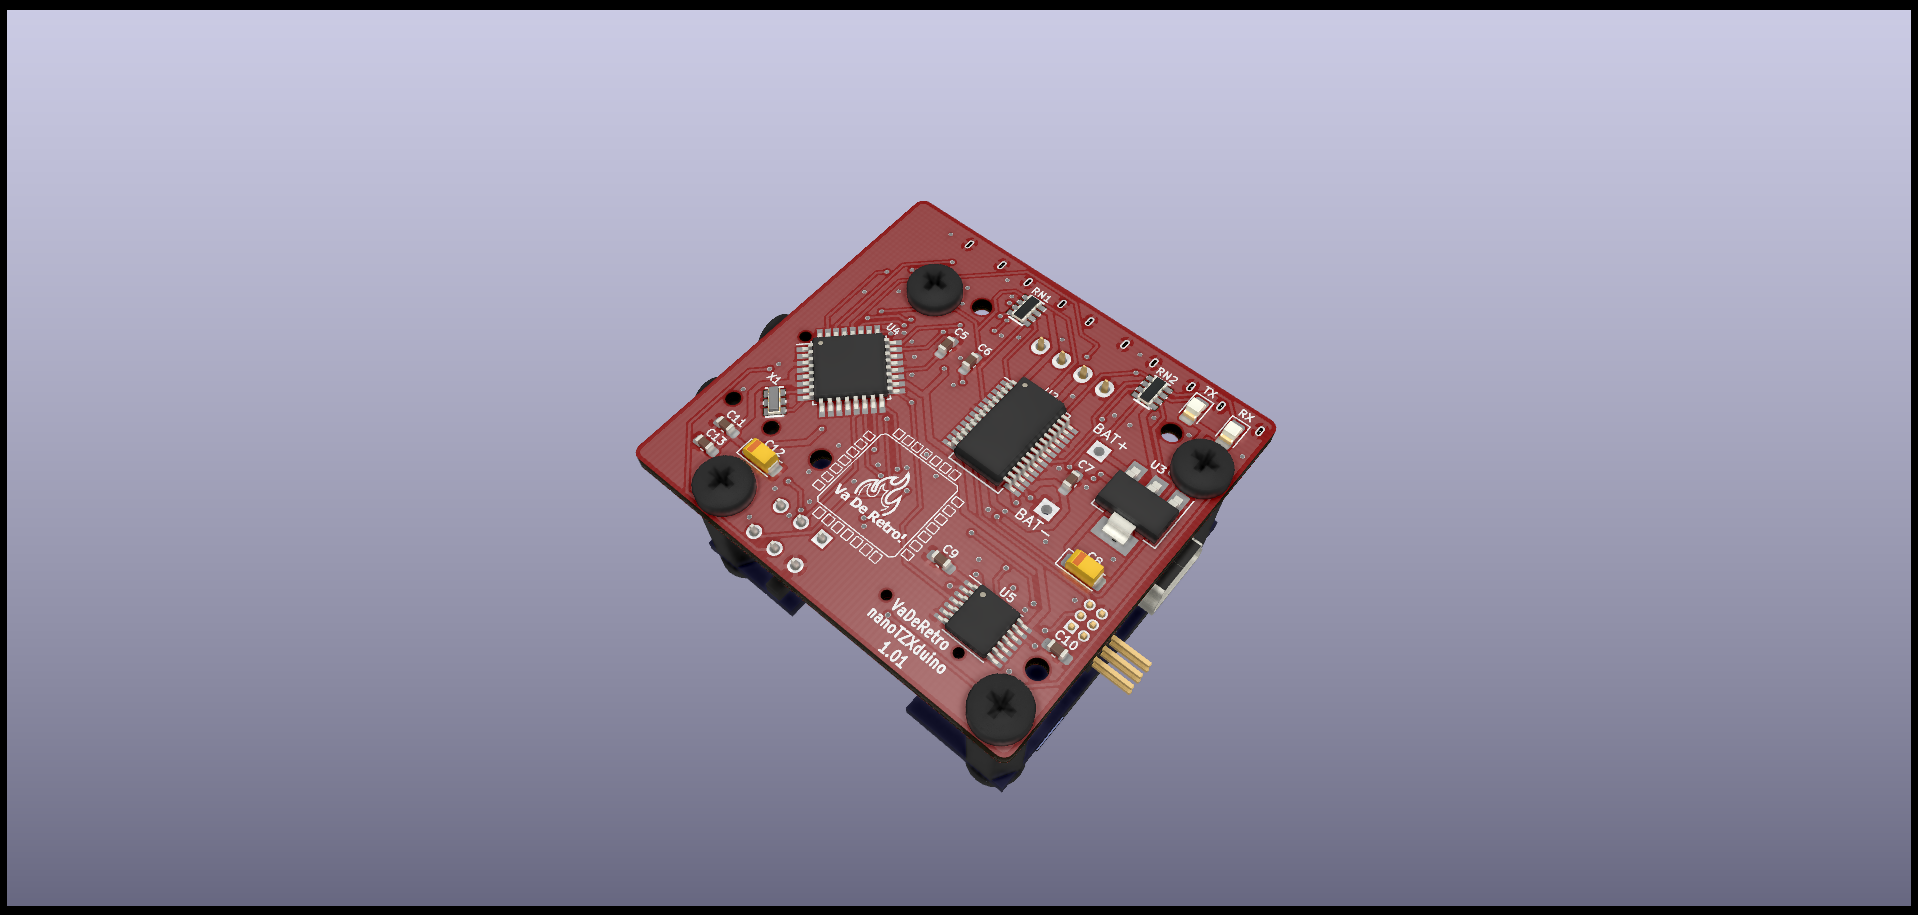 RN1
U4
C5
C6
RN2
TX
RX
X1
C11
C13
C12
BAT+
C7
U3
BAT-
Va De Retro!
C9
U5
C10
VaDeRetro
nanoTZXduino
1.01